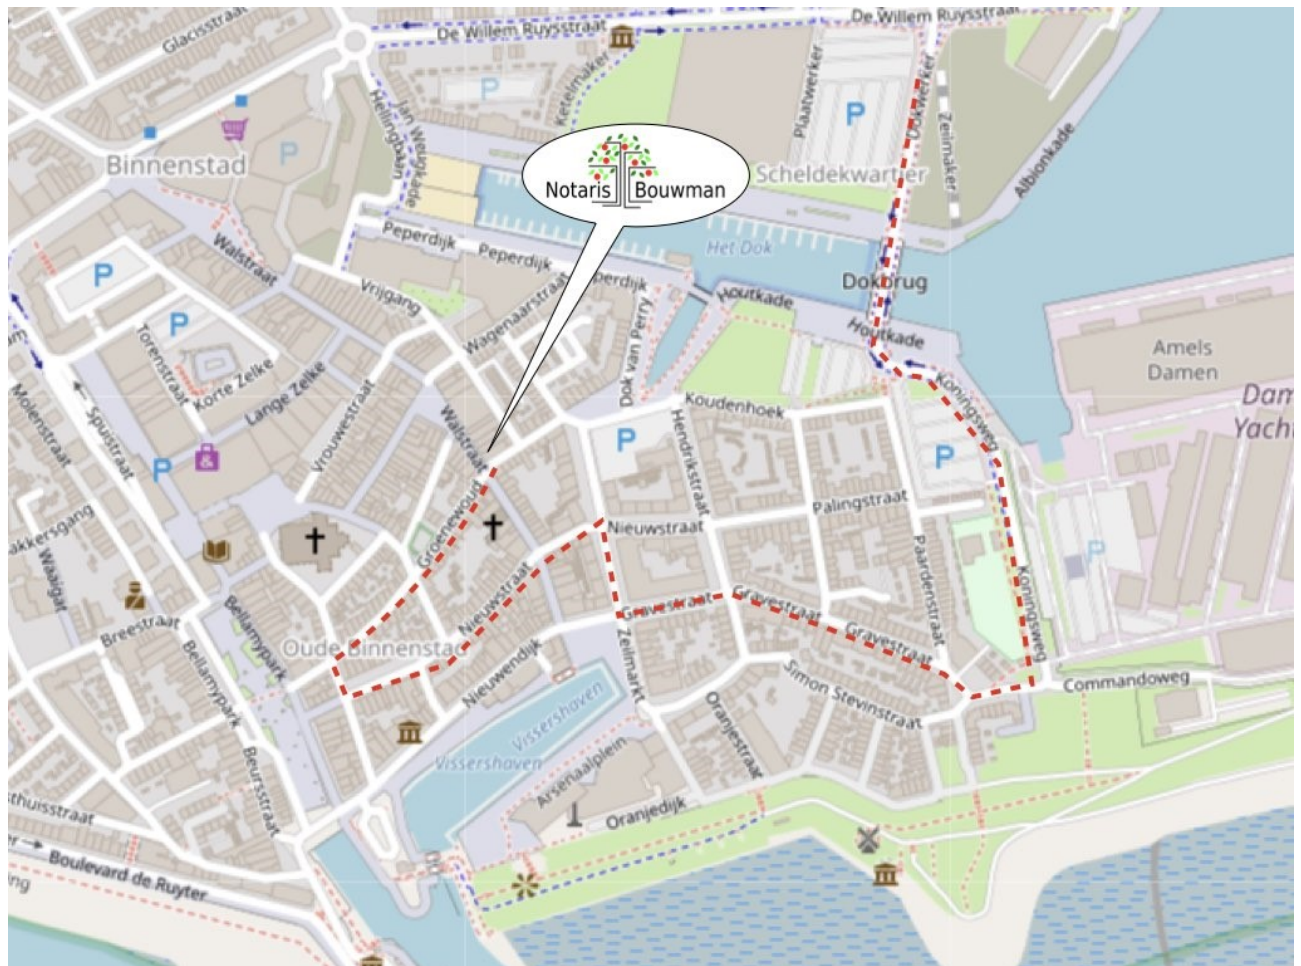 De Willem Ruysstraat
De Willem Ruysstraat
Glacisstraat
Ketelmaker
Plaatwerker
Dokwerker
Zeilmaker
Albionkade
P
P
P
Hellingbaan
Jan Weugkade
Binnenstad
Notaris Bouwman
Scheldekwartier
Het Dok
Peperdijk
Peperdijk
Peperdijk
Walstraat
P
Vrijgang
Wagenaarstraat
Dok van Perry
Houtkade
Dokbrug
Houtkade
P
Torenstraat
Korte Zelke
Lange Zelke
Vrouwestraat
Walstraat
Koudenhoek
Koningsweg
Amels
Damen
Molenstraat
Spuistraat
P
P
Hendrikstraat
P
Palingstraat
Groenewoud
Nieuwstraat
Nieuwstraat
Paardenstraat
P
Waaigat
Breestraat
Bellamypark
Bellamypark
Oude Binnenstad
Gravestraat
Gravestraat
Gravestraat
Koningsweg
Nieuwendijk
Zeilmarkt
Simon Stevinstraat
Commandoweg
Oranjestraat
Vissershaven
Vissershaven
Arsenaalplein
Oranjedijk
Beursstraat
Boulevard de Ruyter